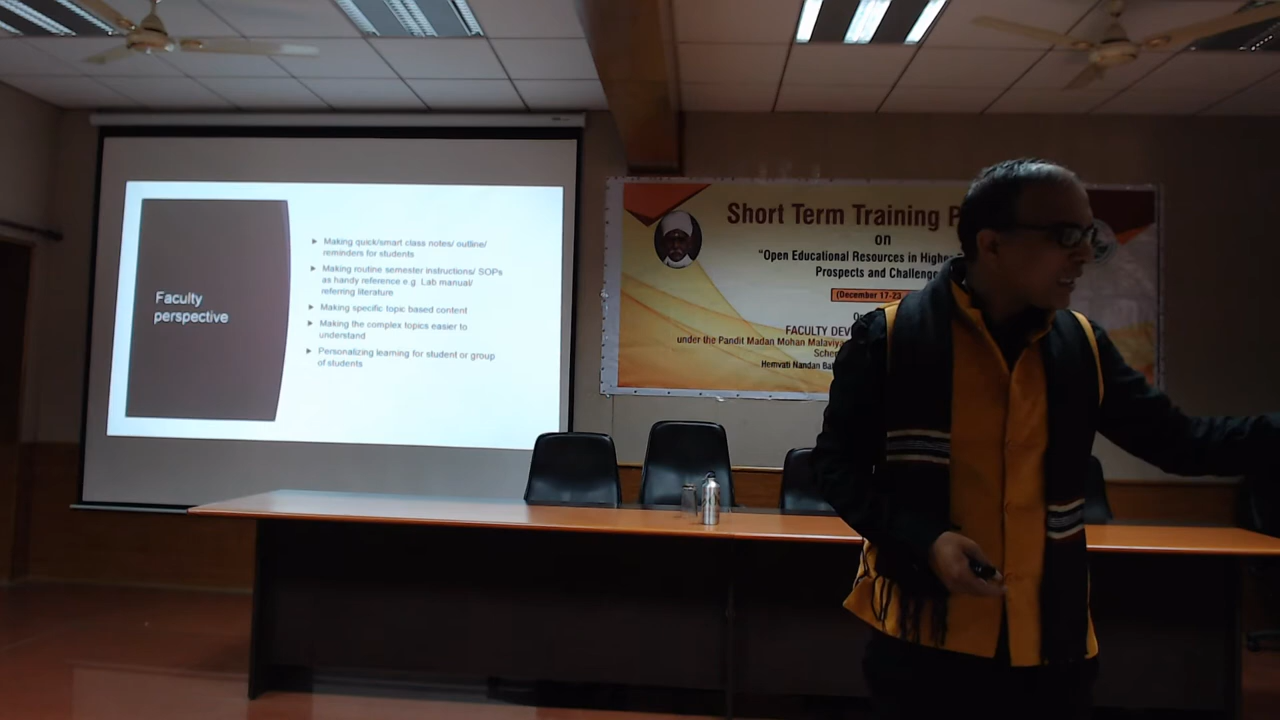 Faculty
perspective
Making quick/smart class notes/ outline/
reminders for students
Making routine semester instructions/ SOPs
as handy reference e.g. Lab manual/
referring literature
Making specific topic based content
Making the complex topics easier to
understand
Personalizing learning for student or group
of students
Short Term Training P
on
"Open Educational Resources in Highe
Prospects and Challenge
(December 17-23
FACULTY DEV
under the Pandit Madan Mohan Malaviya
Hemvati Nandan